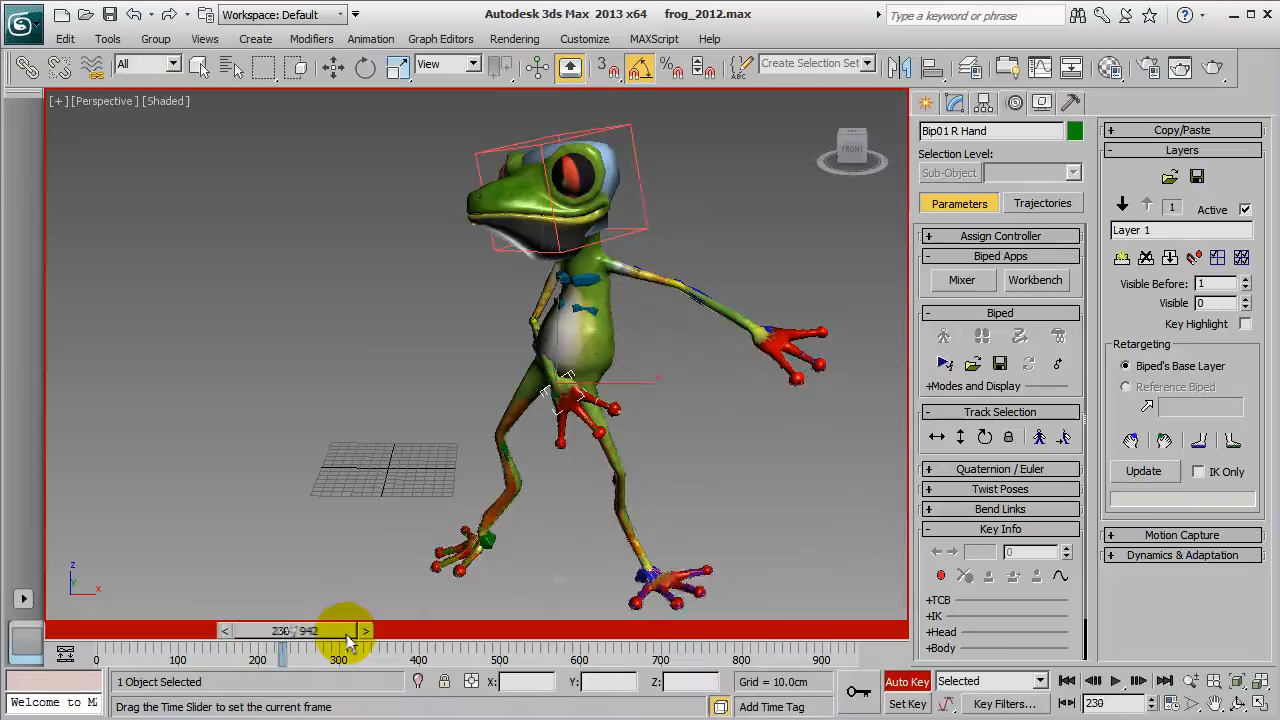 Workspace: Default
Autodesk 3ds Max 2013 x64 frog_2012.max
Type a keyword or phrase
Edit Tools Group Views Create Modifiers Animation Graph Editors Rendering Customize MAXScript Help
All View 3 Create Selection Set
[+] [Perspective] [Shaded]
FRONT
Bip01 R Hand
Selection Level:
Sub-Object
Parameters Trajectories
+ Assign Controller
- Biped Apps
Mixer Workbench
- Biped
+Modes and Display
- Track Selection
+ Quaternion / Euler
+ Twist Poses
+ Bend Links
- Key Info
0
+TCB
+IK
+Head
+Body
+ Copy/Paste
- Layers
1 Active
Layer 1
Visible Before: 1
Visible 0
Key Highlight
Retargeting
Biped's Base Layer
Reference Biped
Update IK Only
+ Motion Capture
+ Dynamics & Adaptation
z
y
x
< 230 / 942 >
0 100 200 300 400 500 600 700 800 900
1 Object Selected X: Y: Z: Grid = 10.0cm Auto Key Selected
Welcome to M Drag the Time Slider to set the current frame Add Time Tag Set Key Key Filters... 230